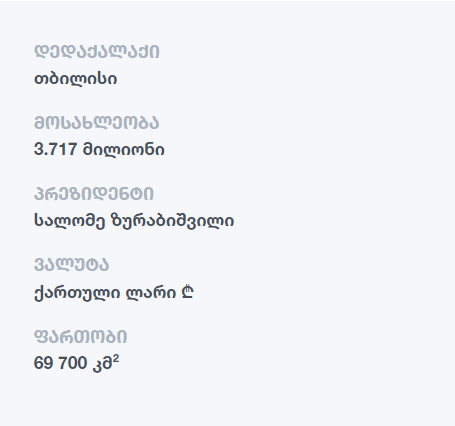 ᲓᲔᲓᲐᲥᲐᲚᲐᲥᲘ
თბილისი
ᲛᲝᲡᲐᲮᲚᲔᲝᲑᲐ
3.717 მილიონი
ᲞᲠᲔᲖᲘᲓᲔᲜᲢᲘ
სალომე ზურაბიშვილი
ᲕᲐᲚᲣᲢᲐ
ქართული ლარი ₾
ᲤᲐᲠᲗᲝᲑᲘ
69 700 კმ²